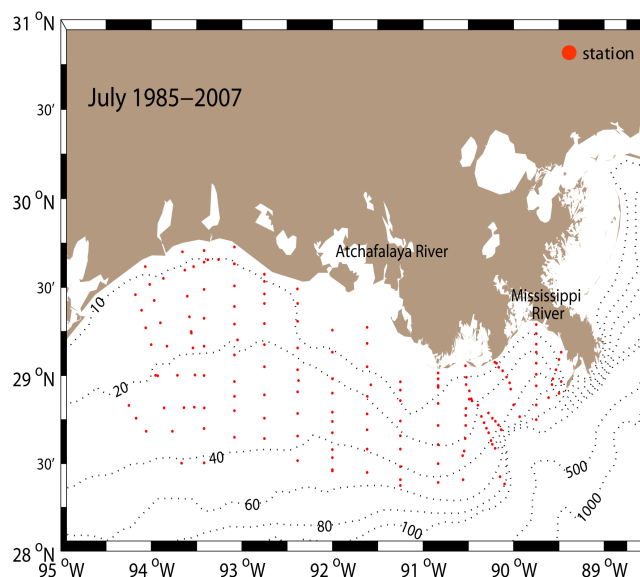 31 °N
station
July 1985–2007
30'
30 °N
Atchafalaya River
30'
10
Mississippi
River
29 °N
20
40
500
30'
60
1000
80
100
28 °N
95 °W
94 °W
93 °W
92 °W
91 °W
90 °W
89 °W